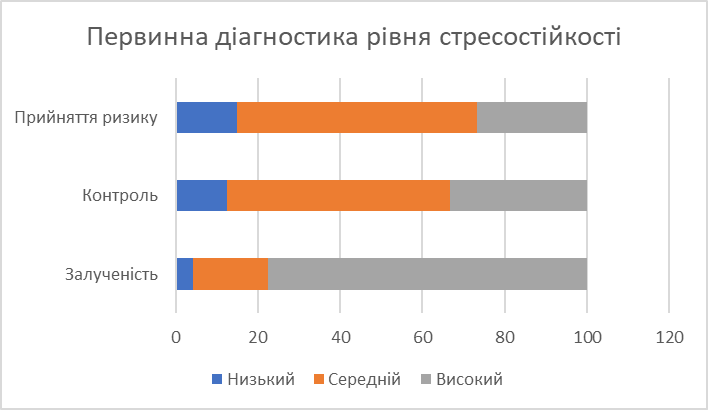 Первинна діагностика рівня стресостійкості
Прийняття ризику
Контроль
Залученість
0 20 40 60 80 100 120
Низький Середній Високий